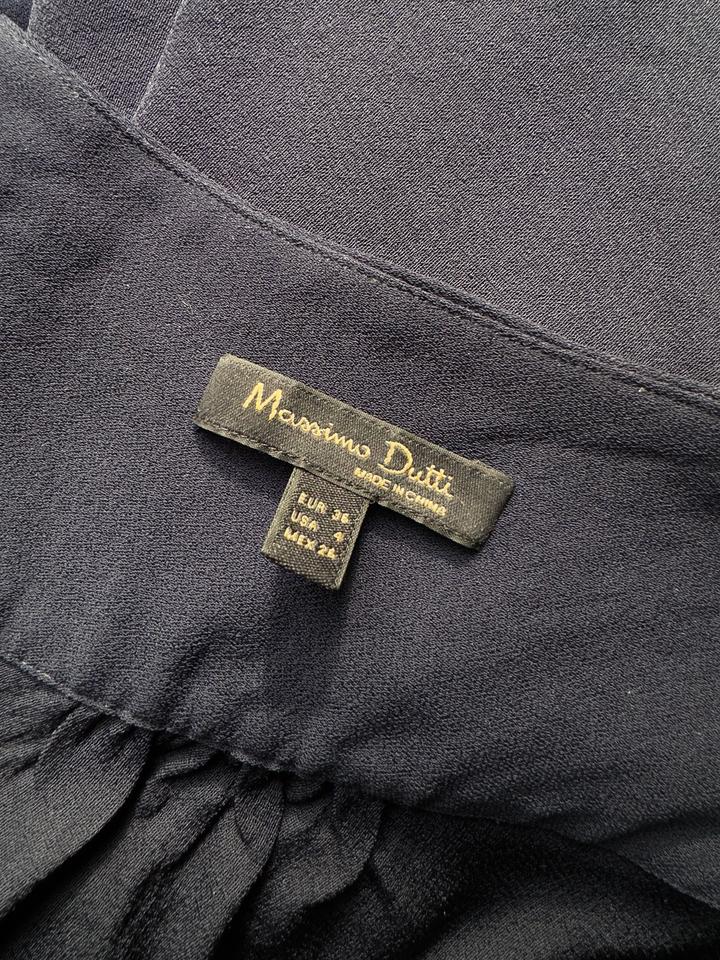 Massimo Dutti
MADE IN CHINA
EUR 36
USA 4
MEX 26